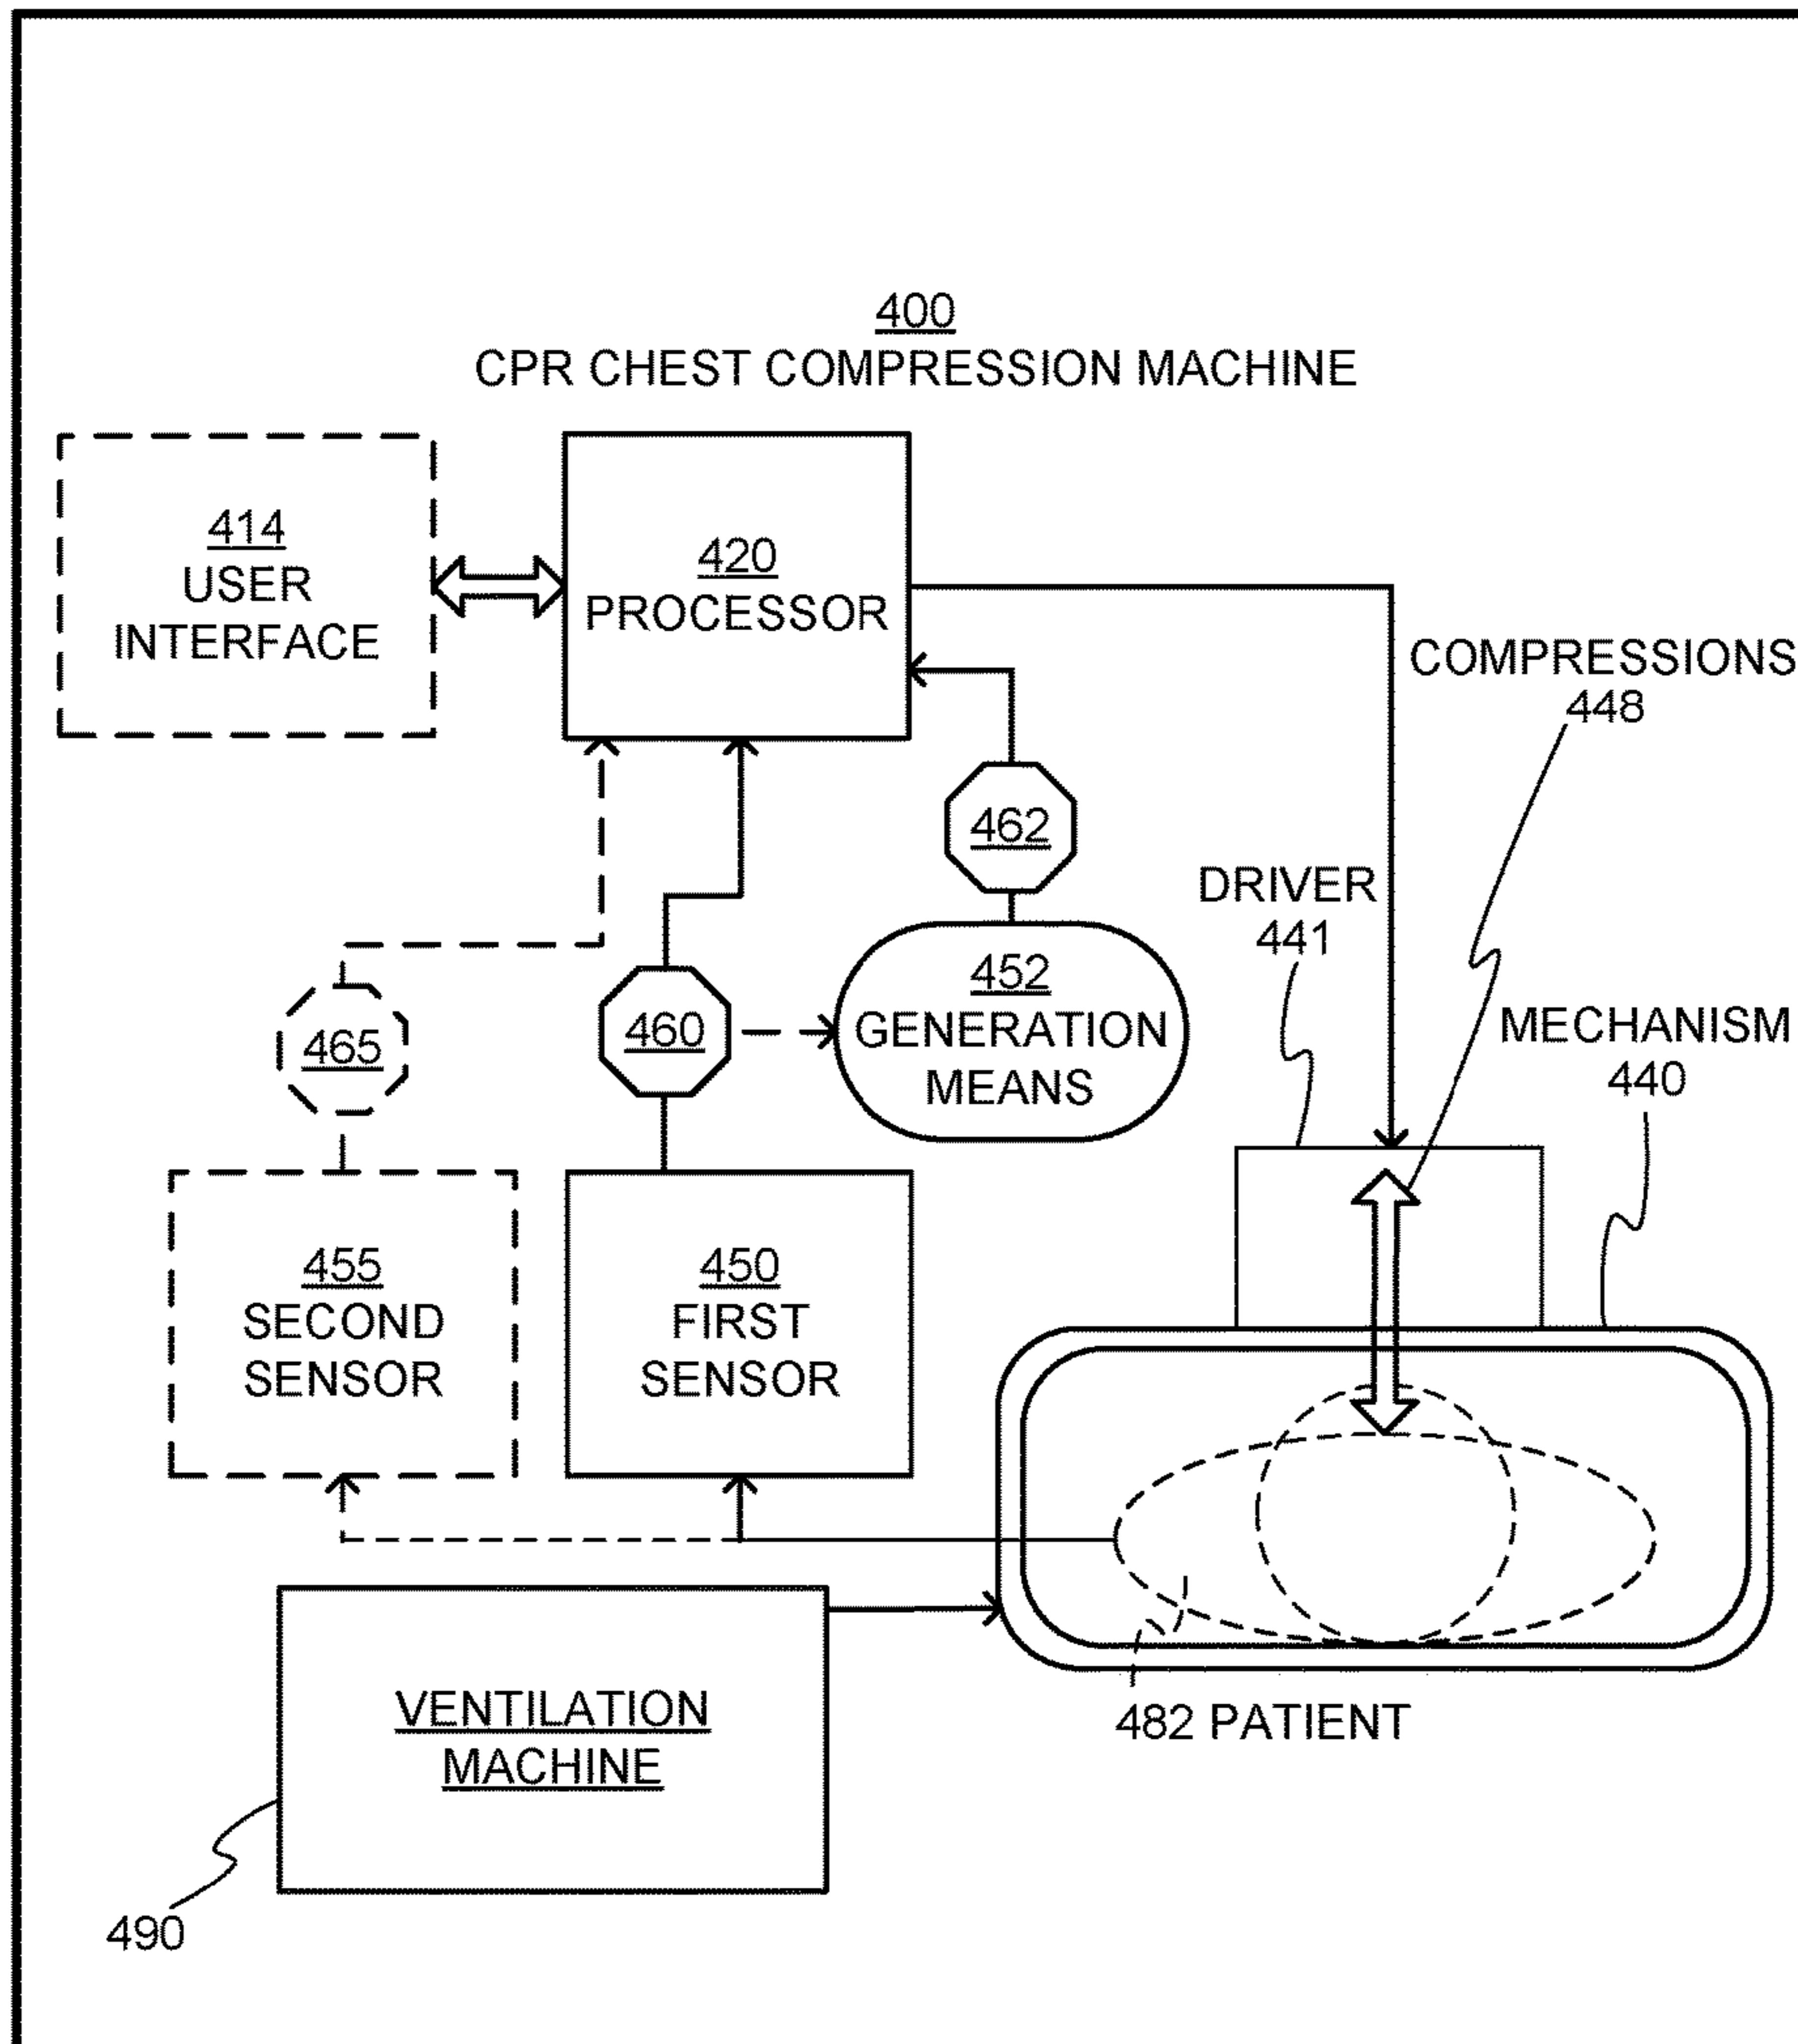 400
CPR CHEST COMPRESSION MACHINE
414
USER
INTERFACE
420
PROCESSOR
COMPRESSIONS
448
462
DRIVER
441
452
GENERATION
MEANS
460
465
MECHANISM
440
455
SECOND
SENSOR
450
FIRST
SENSOR
482 PATIENT
VENTILATION
MACHINE
490